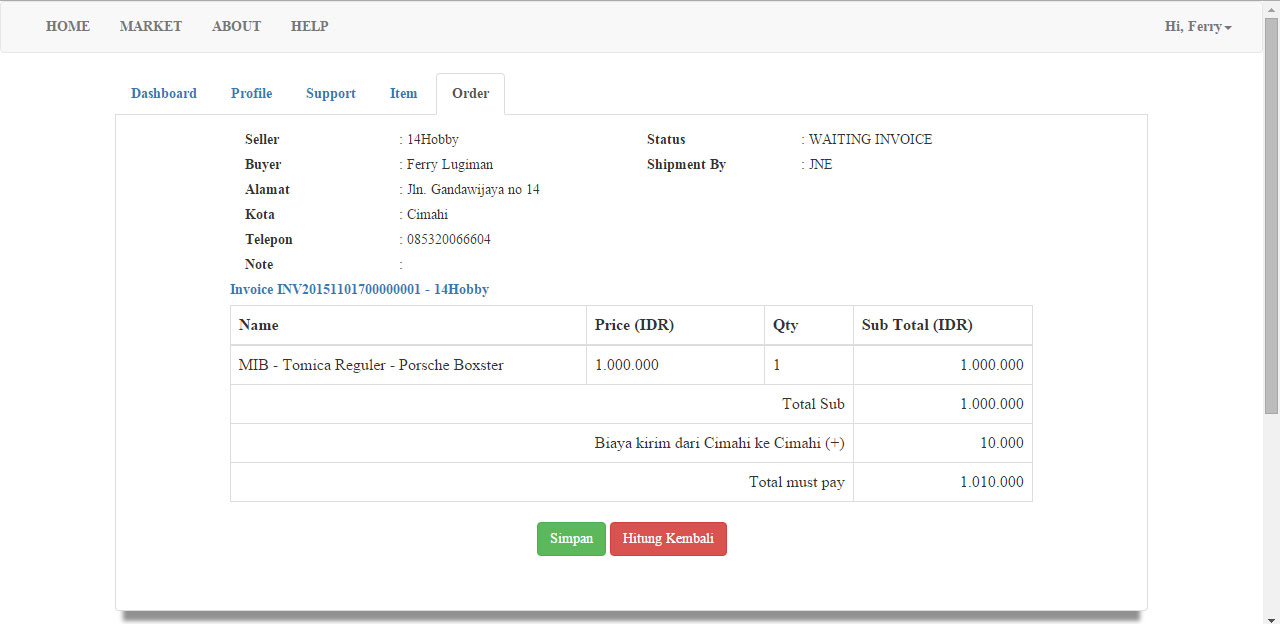 HOME MARKET ABOUT HELP Hi, Ferry
Dashboard Profile Support Item Order
Seller : 14Hobby Status : WAITING INVOICE
Buyer : Ferry Lugiman Shipment By : JNE
Alamat : Jln. Gandawijaya no 14
Kota : Cimahi
Telepon : 085320066604
Note :
Invoice INV20151101700000001 - 14Hobby
Name Price (IDR) Qty Sub Total (IDR)
MIB - Tomica Reguler - Porsche Boxster 1.000.000 1 1.000.000
Total Sub 1.000.000
Biaya kirim dari Cimahi ke Cimahi (+) 10.000
Total must pay 1.010.000
Simpan Hitung Kembali